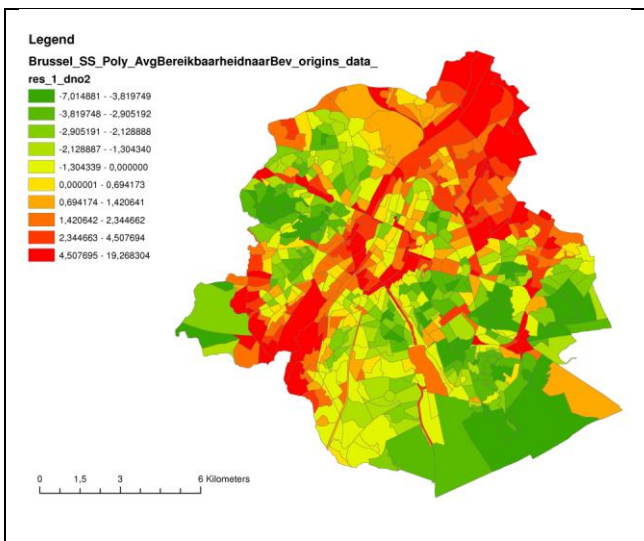 Legend
Brussel_SS_Poly_AvgBereikbaarheidnaarBev_origins_data_
res_1_dno2
-7,014881 - -3,819749
-3,819748 - -2,905192
-2,905191 - -2,128888
-2,128887 - -1,304340
-1,304339 - 0,000000
0,000001 - 0,694173
0,694174 - 1,420641
1,420642 - 2,344662
2,344663 - 4,507694
4,507695 - 19,268304
0 1,5 3 6 Kilometers